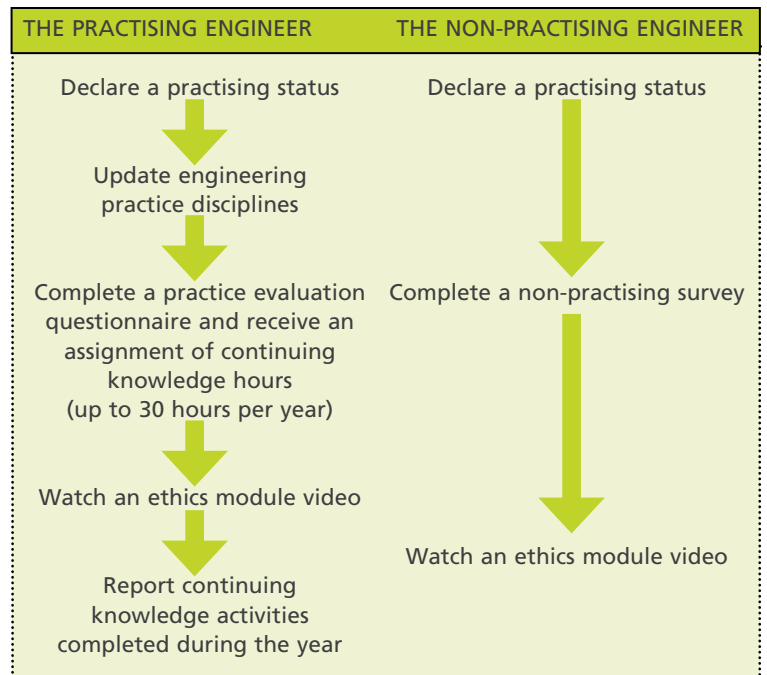 THE PRACTISING ENGINEER
Declare a practising status
Update engineering
practice disciplines
Complete a practice evaluation
questionnaire and receive an
assignment of continuing
knowledge hours
(up to 30 hours per year)
Watch an ethics module video
Report continuing
knowledge activities
completed during the year
THE NON-PRACTISING ENGINEER
Declare a practising status
Complete a non-practising survey
Watch an ethics module video